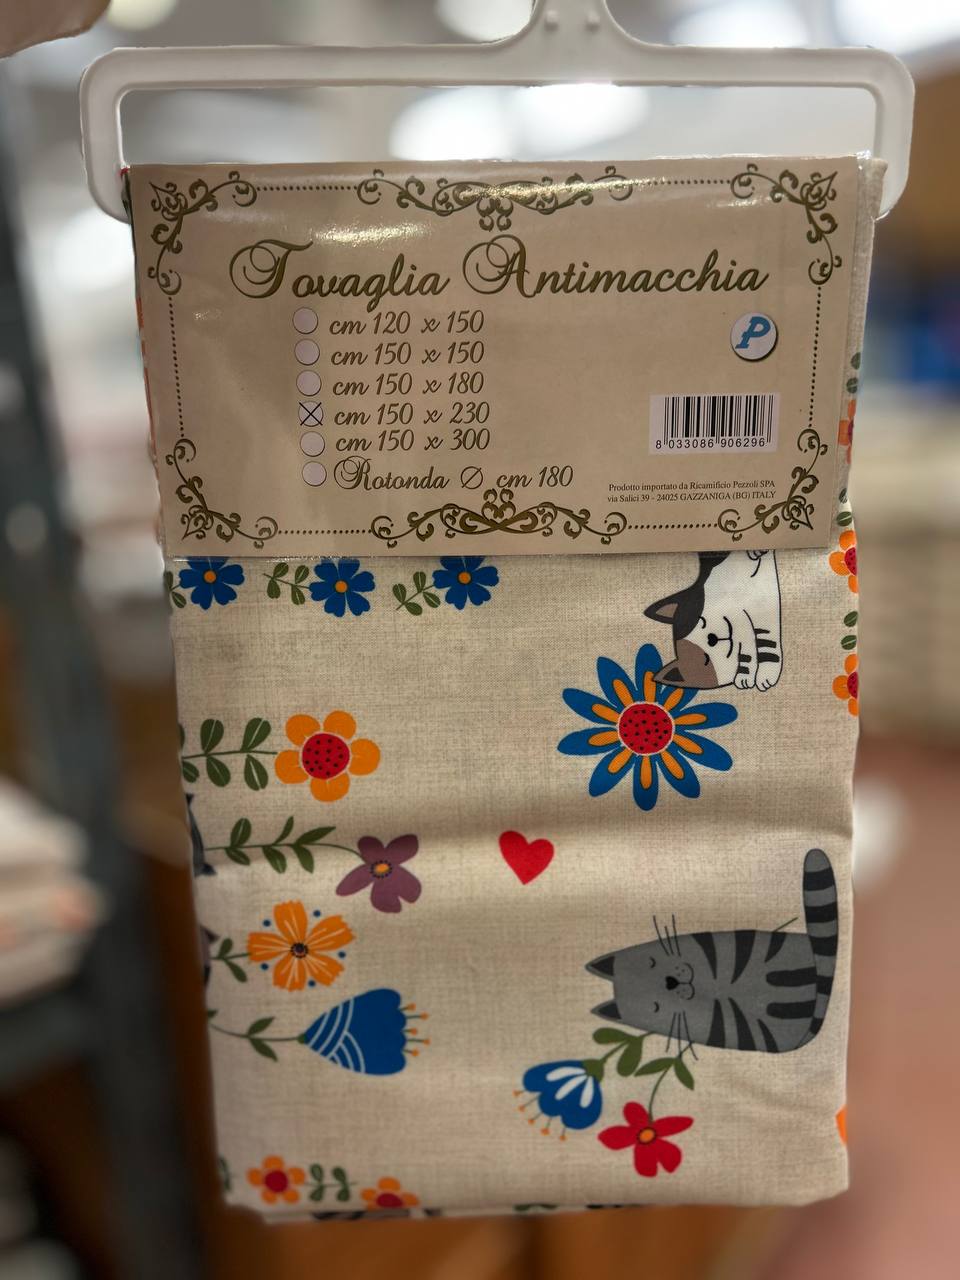 Tovaglia Antimacchia
cm 120 x 150
cm 150 x 150
cm 150 x 180
cm 150 x 230
cm 150 x 300
Rotonda Ø cm 180
P
8 033086 906296
Prodotto importato da Ricamificio Pezzoli SPA
via Salici 39 - 24025 GAZZANIGA (BG) ITALY